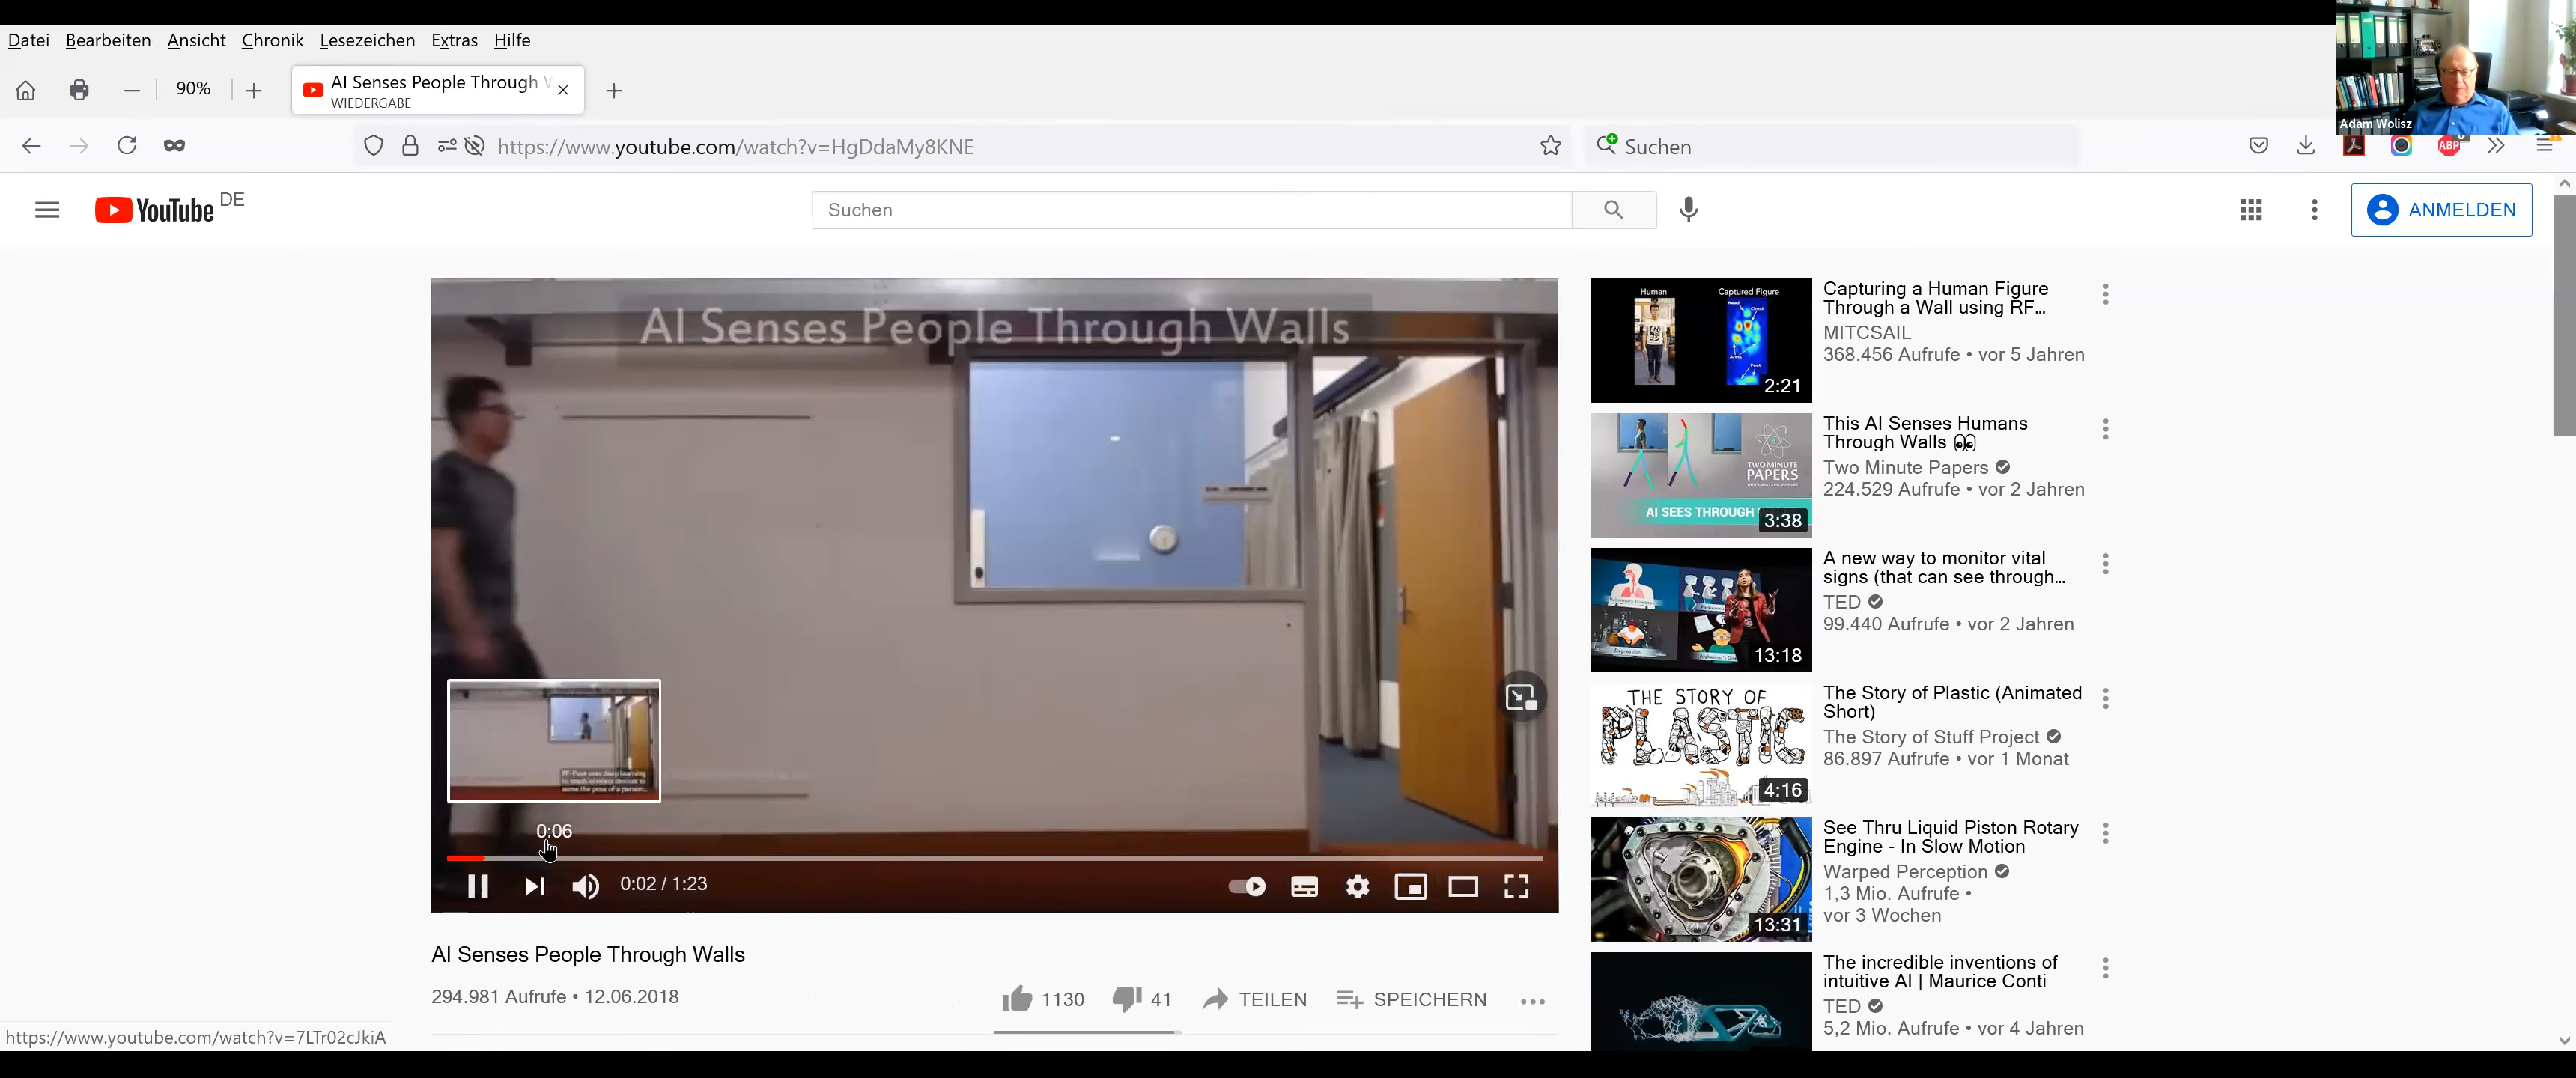 Datei Bearbeiten Ansicht Chronik Lesezeichen Extras Hilfe
90%
AI Senses People Through
WIEDERGABE
Adam Wolisz
https://www.youtube.com/watch?v=HgDdaMy8KNE
Suchen
ABP
YouTube DE
Suchen
ANMELDEN
AI Senses People Through Walls
0:06
0:02 / 1:23
AI Senses People Through Walls
294.981 Aufrufe • 12.06.2018
1130
41
TEILEN
SPEICHERN
Human
Captured Figure
2:21
Capturing a Human Figure
Through a Wall using RF...
MITCSAIL
368.456 Aufrufe • vor 5 Jahren
TWO MINUTE
PAPERS
AI SEES THROUGH
3:38
This AI Senses Humans
Through Walls 👀
Two Minute Papers
224.529 Aufrufe • vor 2 Jahren
13:18
A new way to monitor vital
signs (that can see through...
TED
99.440 Aufrufe • vor 2 Jahren
THE STORY OF
PLASTIC
4:16
The Story of Plastic (Animated
Short)
The Story of Stuff Project
86.897 Aufrufe • vor 1 Monat
13:31
See Thru Liquid Piston Rotary
Engine - In Slow Motion
Warped Perception
1,3 Mio. Aufrufe •
vor 3 Wochen
The incredible inventions of
intuitive AI | Maurice Conti
TED
5,2 Mio. Aufrufe • vor 4 Jahren
https://www.youtube.com/watch?v=7LTr02cJkiA